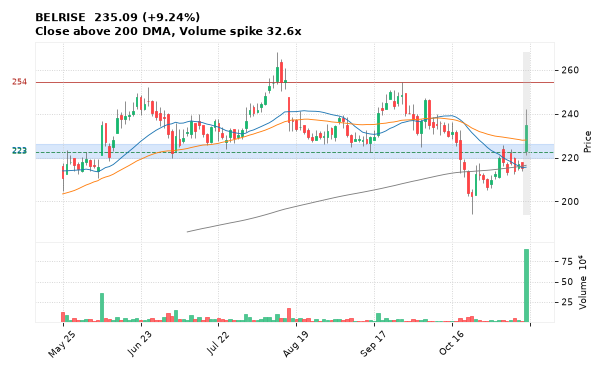 BELRISE  235.09 (+9.24%)
Close above 200 DMA, Volume spike 32.6x
254
223
260
240
220
200
Price
75
50
25
Volume 10⁴
May 25
Jun 23
Jul 22
Aug 19
Sep 17
Oct 16